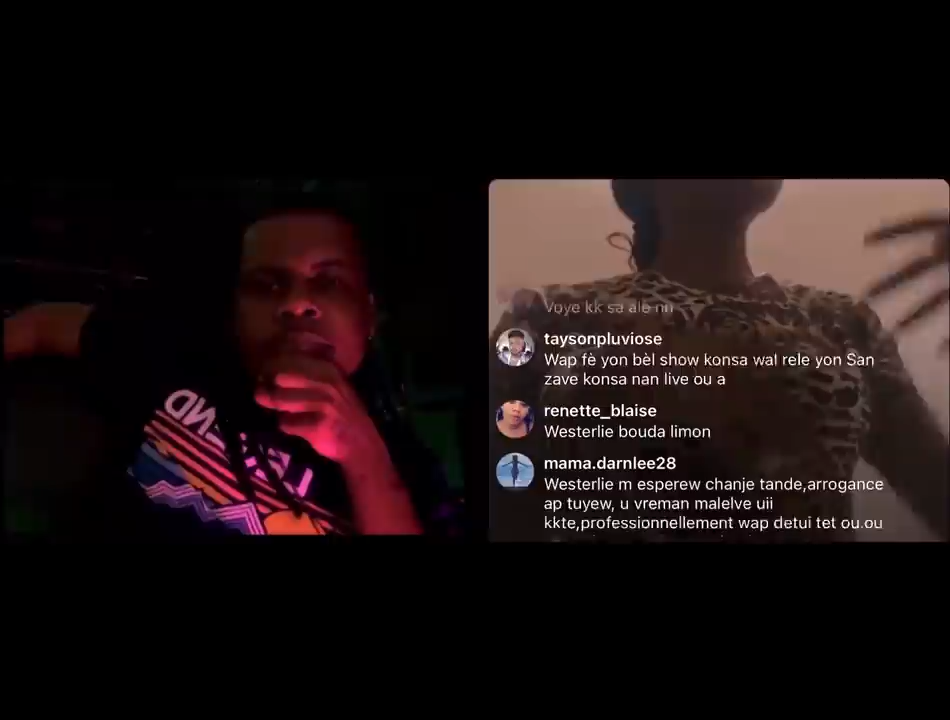 LEGEND
Voye kk sa ale nn
taysonpluviose
Wap fè yon bèl show konsa wal rele yon San
zave konsa nan live ou a
renette_blaise
Westerlie bouda limon
mama.darnlee28
Westerlie m esperew chanje tande,arrogance
ap tuyew, u vreman malelve uii
kkte,professionnellement wap detui tet ou.ou